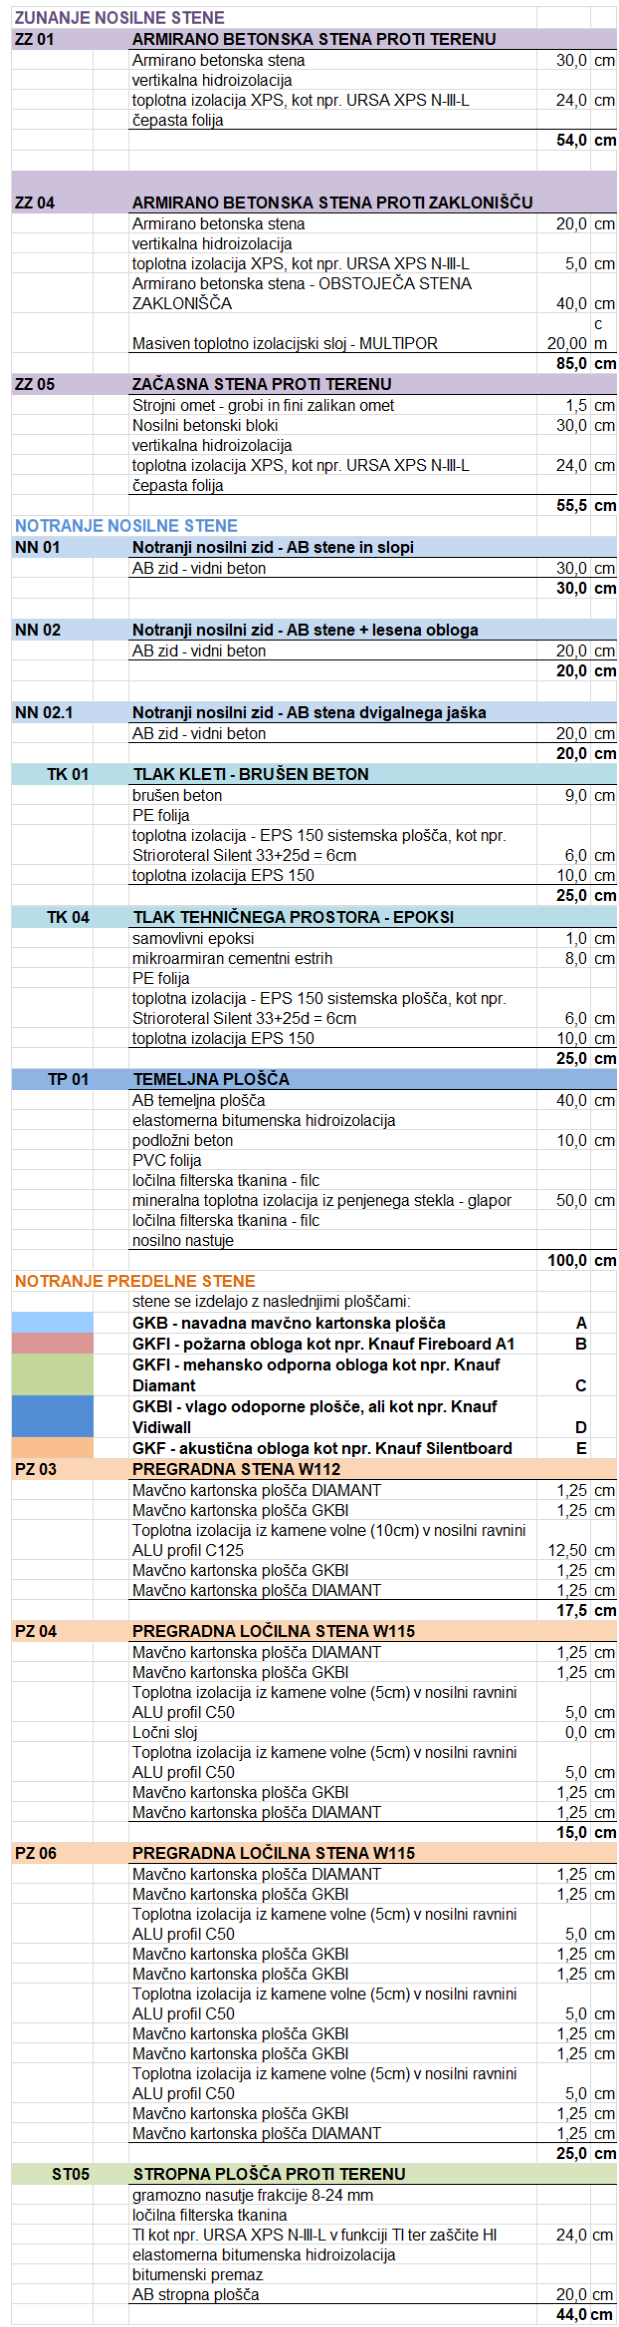 ZUNANJE NOSILNE STENE
ZZ 01 ARMIRANO BETONSKA STENA PROTI TERENU
Armirano betonska stena 30,0 cm
vertikalna hidroizolacija
toplotna izolacija XPS, kot npr. URSA XPS N-III-L 24,0 cm
čepasta folija
54,0 cm
ZZ 04 ARMIRANO BETONSKA STENA PROTI ZAKLONIŠČU
Armirano betonska stena 20,0 cm
vertikalna hidroizolacija
toplotna izolacija XPS, kot npr. URSA XPS N-III-L 5,0 cm
Armirano betonska stena - OBSTOJEČA STENA
ZAKLONIŠČA 40,0 cm
c
Masiven toplotno izolacijski sloj - MULTIPOR 20,00 m
85,0 cm
ZZ 05 ZAČASNA STENA PROTI TERENU
Strojni omet - grobi in fini zalikan omet 1,5 cm
Nosilni betonski bloki 30,0 cm
vertikalna hidroizolacija
toplotna izolacija XPS, kot npr. URSA XPS N-III-L 24,0 cm
čepasta folija
55,5 cm
NOTRANJE NOSILNE STENE
NN 01 Notranji nosilni zid - AB stene in slopi
AB zid - vidni beton 30,0 cm
30,0 cm
NN 02 Notranji nosilni zid - AB stene + lesena obloga
AB zid - vidni beton 20,0 cm
20,0 cm
NN 02.1 Notranji nosilni zid - AB stena dvigalnega jaška
AB zid - vidni beton 20,0 cm
20,0 cm
TK 01 TLAK KLETI - BRUŠEN BETON
brušen beton 9,0 cm
PE folija
toplotna izolacija - EPS 150 sistemska plošča, kot npr.
Strioroteral Silent 33+25d = 6cm 6,0 cm
toplotna izolacija EPS 150 10,0 cm
25,0 cm
TK 04 TLAK TEHNIČNEGA PROSTORA - EPOKSI
samovlivni epoksi 1,0 cm
mikroarmiran cementni estrih 8,0 cm
PE folija
toplotna izolacija - EPS 150 sistemska plošča, kot npr.
Strioroteral Silent 33+25d = 6cm 6,0 cm
toplotna izolacija EPS 150 10,0 cm
25,0 cm
TP 01 TEMELJNA PLOŠČA
AB temeljna plošča 40,0 cm
elastomerna bitumenska hidroizolacija
podložni beton 10,0 cm
PVC folija
ločilna filterska tkanina - filc
mineralna toplotna izolacija iz penjenega stekla - glapor 50,0 cm
ločilna filterska tkanina - filc
nosilno nastuje
100,0 cm
NOTRANJE PREDELNE STENE
stene se izdelajo z naslednjimi ploščami:
GKB - navadna mavčno kartonska plošča A
GKFI - požarna obloga kot npr. Knauf Fireboard A1 B
GKFI - mehansko odporna obloga kot npr. Knauf
Diamant C
GKBI - vlago odoporne plošče, ali kot npr. Knauf
Vidiwall D
GKF - akustična obloga kot npr. Knauf Silentboard E
PZ 03 PREGRADNA STENA W112
Mavčno kartonska plošča DIAMANT 1,25 cm
Mavčno kartonska plošča GKBI 1,25 cm
Toplotna izolacija iz kamene volne (10cm) v nosilni ravnini
ALU profil C125 12,50 cm
Mavčno kartonska plošča GKBI 1,25 cm
Mavčno kartonska plošča DIAMANT 1,25 cm
17,5 cm
PZ 04 PREGRADNA LOČILNA STENA W115
Mavčno kartonska plošča DIAMANT 1,25 cm
Mavčno kartonska plošča GKBI 1,25 cm
Toplotna izolacija iz kamene volne (5cm) v nosilni ravnini
ALU profil C50 5,0 cm
Ločni sloj 0,0 cm
Toplotna izolacija iz kamene volne (5cm) v nosilni ravnini
ALU profil C50 5,0 cm
Mavčno kartonska plošča GKBI 1,25 cm
Mavčno kartonska plošča DIAMANT 1,25 cm
15,0 cm
PZ 06 PREGRADNA LOČILNA STENA W115
Mavčno kartonska plošča DIAMANT 1,25 cm
Mavčno kartonska plošča GKBI 1,25 cm
Toplotna izolacija iz kamene volne (5cm) v nosilni ravnini
ALU profil C50 5,0 cm
Mavčno kartonska plošča GKBI 1,25 cm
Mavčno kartonska plošča GKBI 1,25 cm
Toplotna izolacija iz kamene volne (5cm) v nosilni ravnini
ALU profil C50 5,0 cm
Mavčno kartonska plošča GKBI 1,25 cm
Mavčno kartonska plošča GKBI 1,25 cm
Toplotna izolacija iz kamene volne (5cm) v nosilni ravnini
ALU profil C50 5,0 cm
Mavčno kartonska plošča GKBI 1,25 cm
Mavčno kartonska plošča DIAMANT 1,25 cm
25,0 cm
ST05 STROPNA PLOŠČA PROTI TERENU
gramozno nasutje frakcije 8-24 mm
ločilna filterska tkanina
TI kot npr. URSA XPS N-III-L v funkciji TI ter zaščite HI 24,0 cm
elastomerna bitumenska hidroizolacija
bitumenski premaz
AB stropna plošča 20,0 cm
44,0 cm